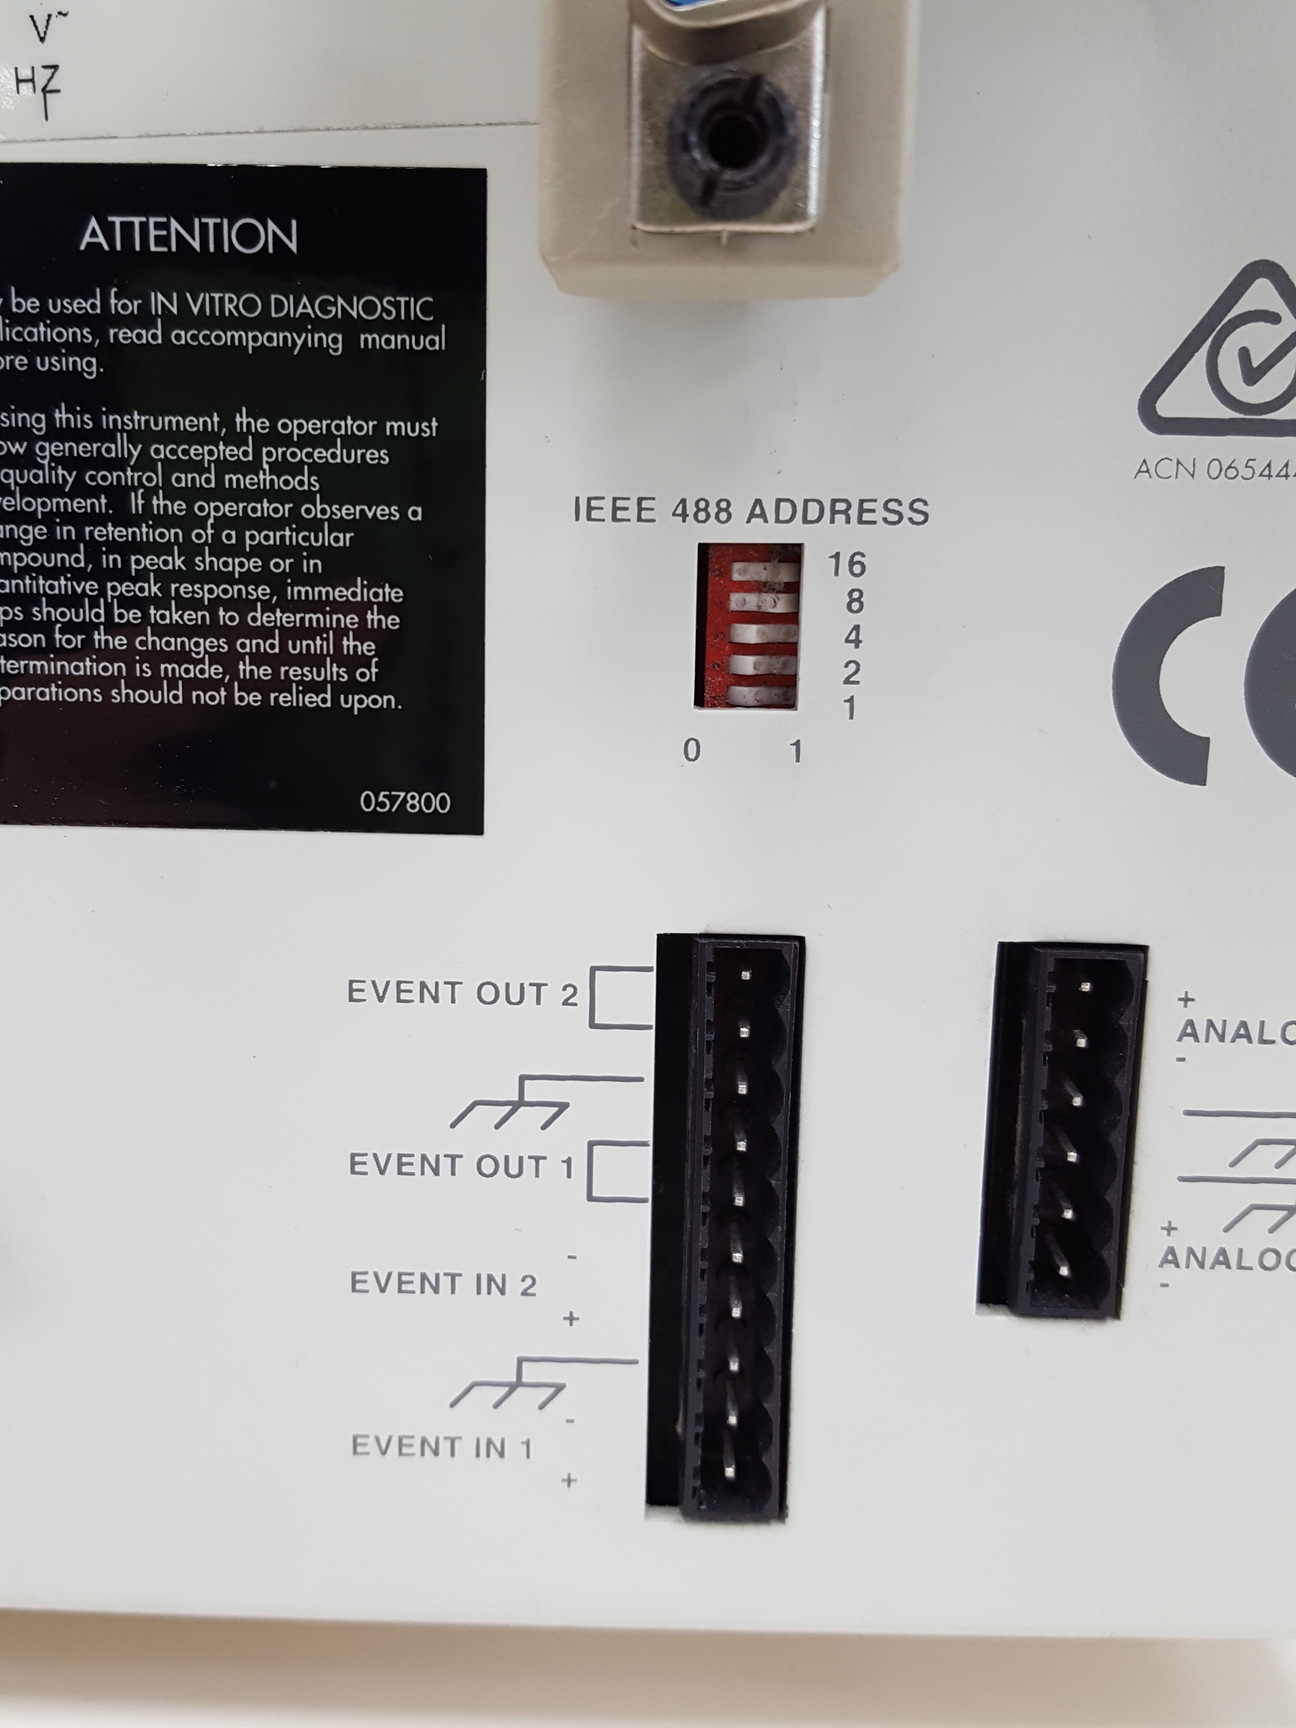 V~
HZ
ATTENTION
be used for IN VITRO DIAGNOSTIC
lications, read accompanying manual
ore using.
sing this instrument, the operator must
ow generally accepted procedures
quality control and methods
elopment. If the operator observes a
ange in retention of a particular
mpound, in peak shape or in
antitative peak response, immediate
ps should be taken to determine the
ason for the changes and until the
termination is made, the results of
parations should not be relied upon.
057800
ACN 06544
IEEE 488 ADDRESS
16
8
4
2
1
0 1
CE
EVENT OUT 2
EVENT OUT 1
-
EVENT IN 2
+
-
EVENT IN 1
+
+
ANALO
-
+
ANALOG
-